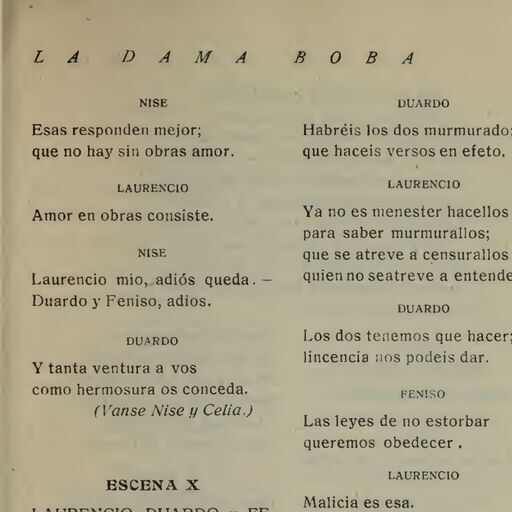 LA DAMA BOBA
NISE
Esas responden mejor;
que no hay sin obras amor.
LAURENCIO
Amor en obras consiste.
NISE
Laurencio mio, adiós queda. —
Duardo y Feniso, adios.
DUARDO
Y tanta ventura a vos
como hermosura os conceda.
(Vanse Nise y Celia.)
ESCENA X
LAURENCIO, DUARDO y FE
DUARDO
Habréis los dos murmurado;
que haceis versos en efeto.
LAURENCIO
Ya no es menester hacellos
para saber murmurallos;
que se atreve a censurallos
quien no seatreve a entende
DUARDO
Los dos tenemos que hacer;
lincencia nos podeis dar.
FENISO
Las leyes de no estorbar
queremos obedecer .
LAURENCIO
Malicia es esa.